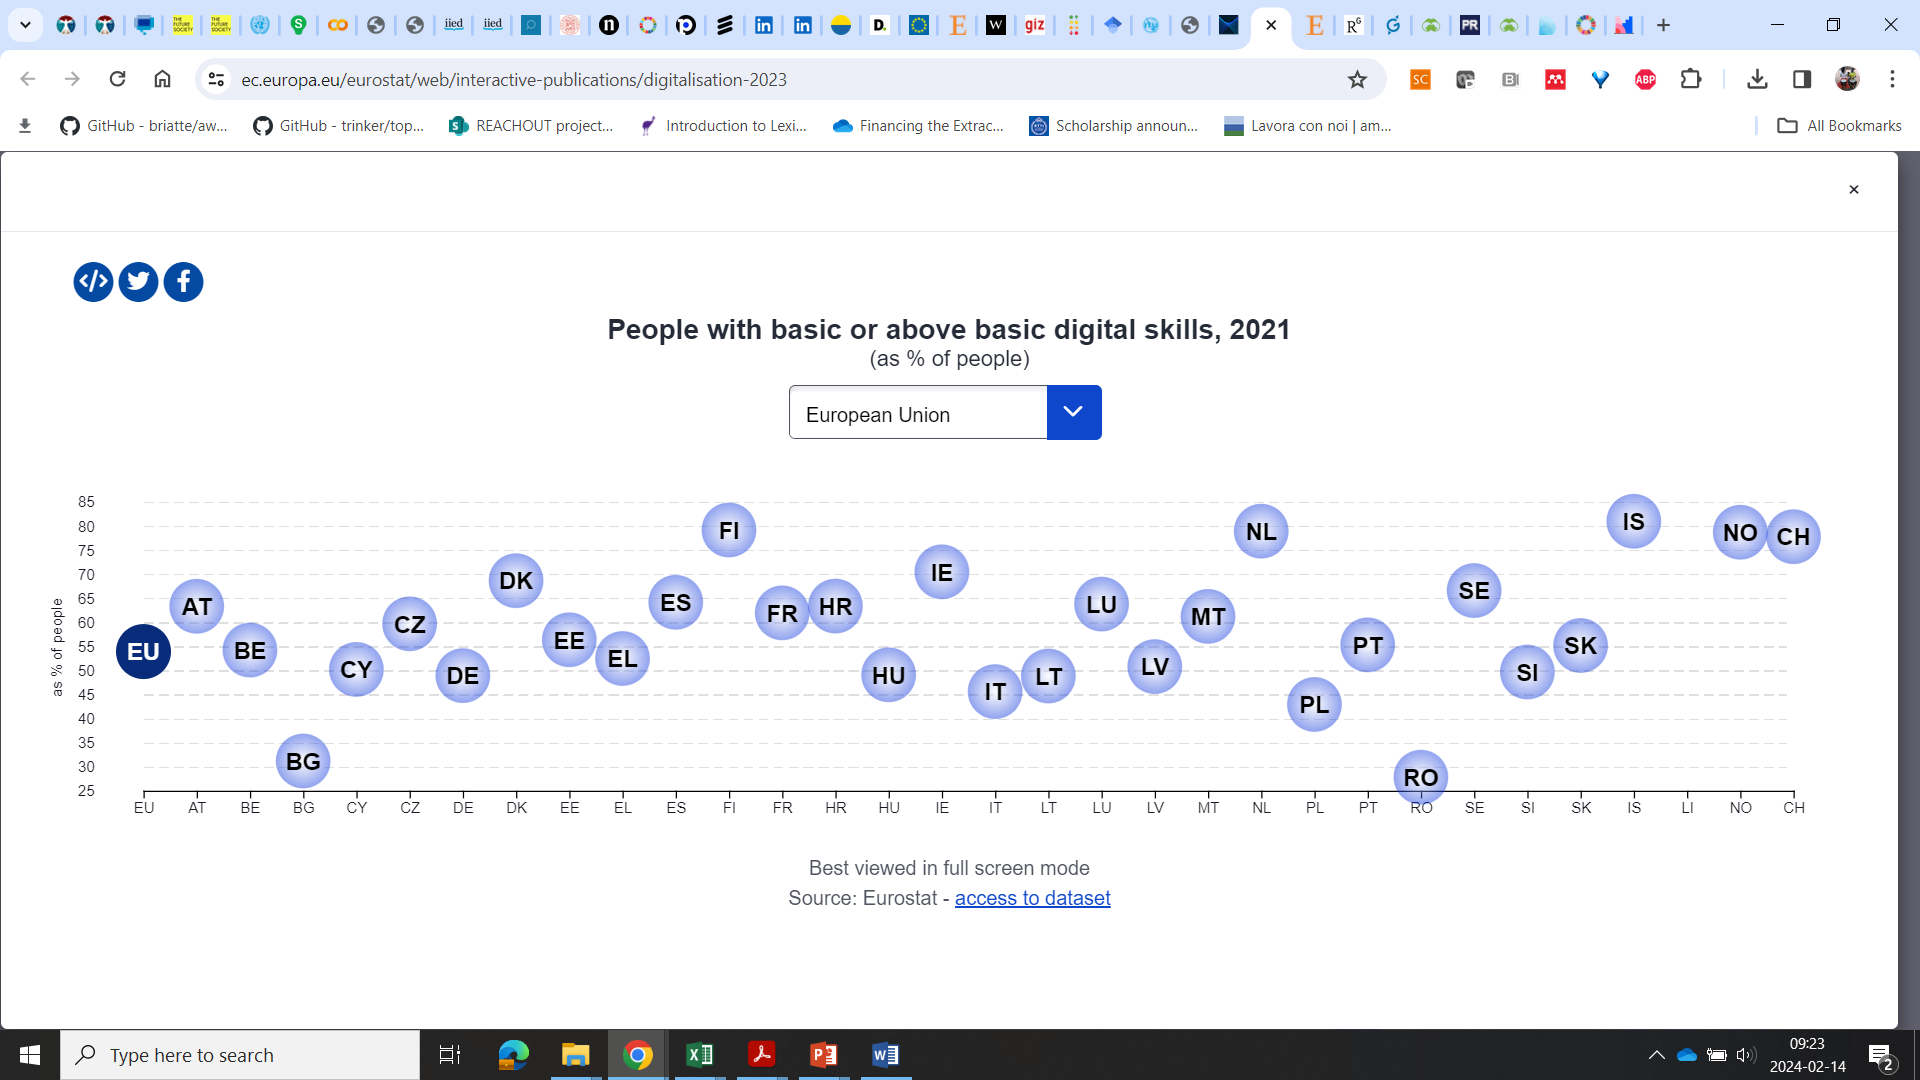 iied
iied
D.
W
giz
PR
ec.europa.eu/eurostat/web/interactive-publications/digitalisation-2023
SC
ABP
GitHub - briatte/aw...
GitHub - trinker/top...
REACHOUT project...
Introduction to Lexi...
Financing the Extrac...
Scholarship announ...
Lavora con noi | am...
All Bookmarks
People with basic or above basic digital skills, 2021
(as % of people)
European Union
as % of people
85
80
75
70
65
60
55
50
45
40
35
30
25
EU
AT
BE
BG
CY
CZ
DE
DK
EE
EL
ES
FI
FR
HR
HU
IE
IT
LT
LU
LV
MT
NL
PL
PT
RO
SE
SI
SK
IS
NO
CH
EU AT BE BG CY CZ DE DK EE EL ES FI FR HR HU IE IT LT LU LV MT NL PL PT RO SE SI SK IS LI NO CH
Best viewed in full screen mode
Source: Eurostat - access to dataset
Type here to search
09:23
2024-02-14
2